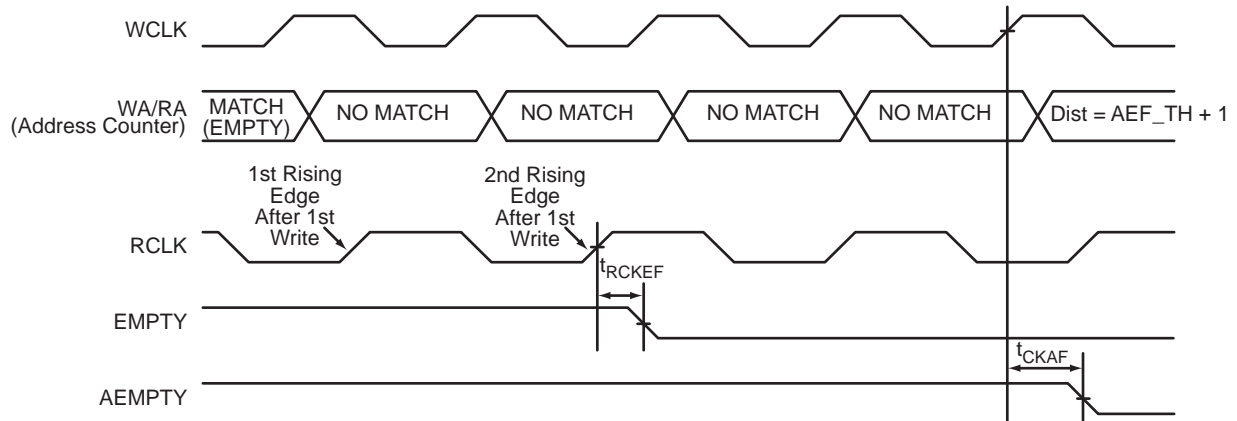 WCLK
WA/RA
(Address Counter)
MATCH
(EMPTY)
NO MATCH
NO MATCH
NO MATCH
NO MATCH
Dist = AEF_TH + 1
1st Rising
Edge
After 1st
Write
2nd Rising
Edge
After 1st
Write
RCLK
tRCKEF
EMPTY
tCKAF
AEMPTY